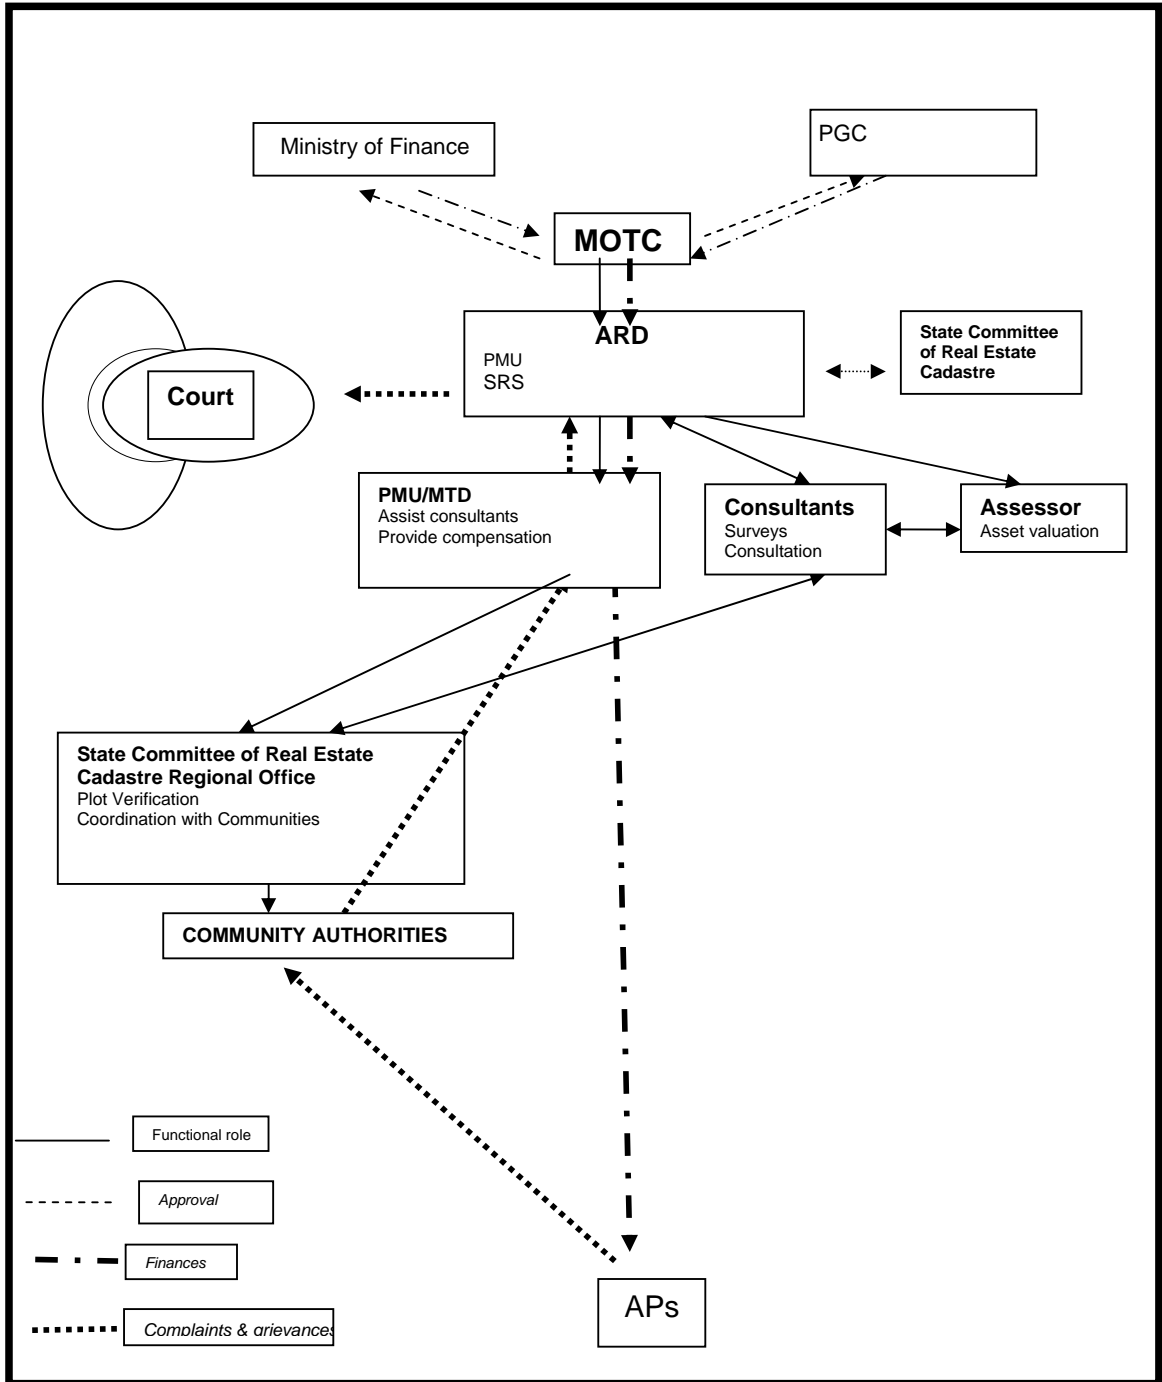 Ministry of Finance
PGC
MOTC
ARD
PMU
SRS
State Committee
of Real Estate
Cadastre
Court
PMU/MTD
Assist consultants
Provide compensation
Consultants
Surveys
Consultation
Assessor
Asset valuation
State Committee of Real Estate
Cadastre Regional Office
Plot Verification
Coordination with Communities
COMMUNITY AUTHORITIES
Functional role
Approval
Finances
Complaints & grievances
APs